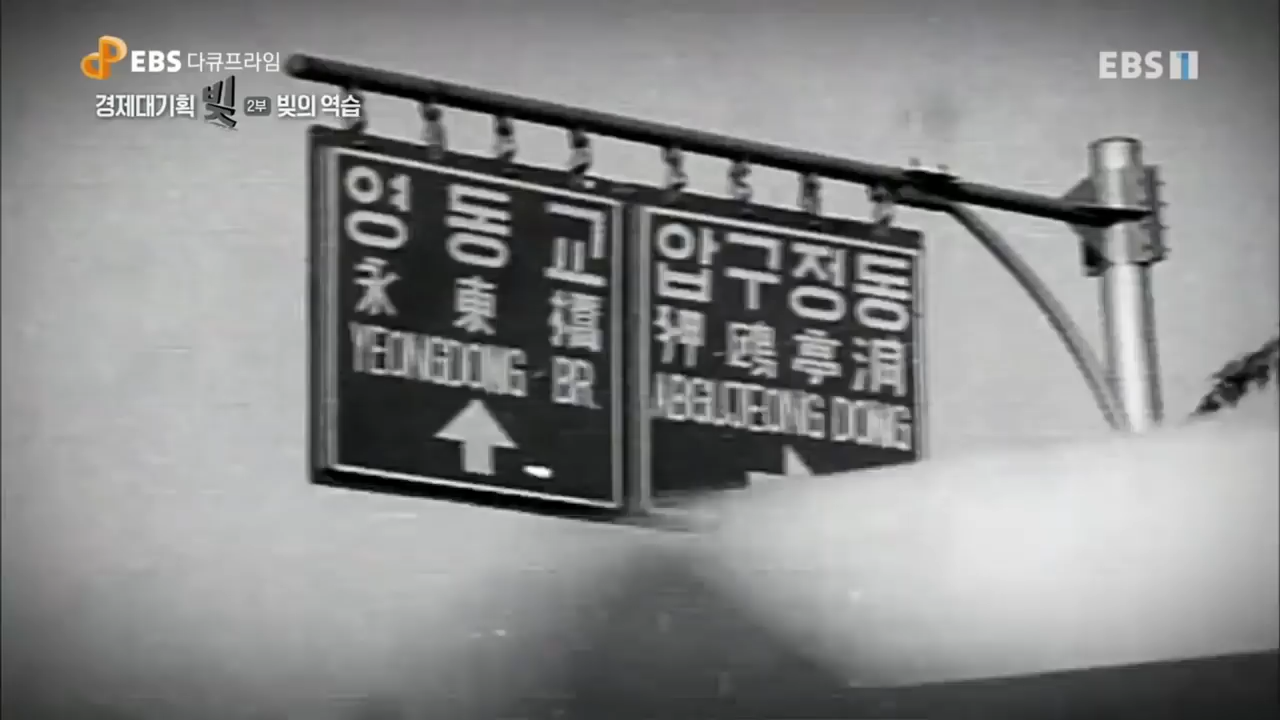 EBS 다큐프라임
경제대기획 빚 2부 빚의 역습
EBS 1
영동교
永東橋
YEONGDONG BR.
압구정동
狎鷗亭洞
ABGUJEONG DONG